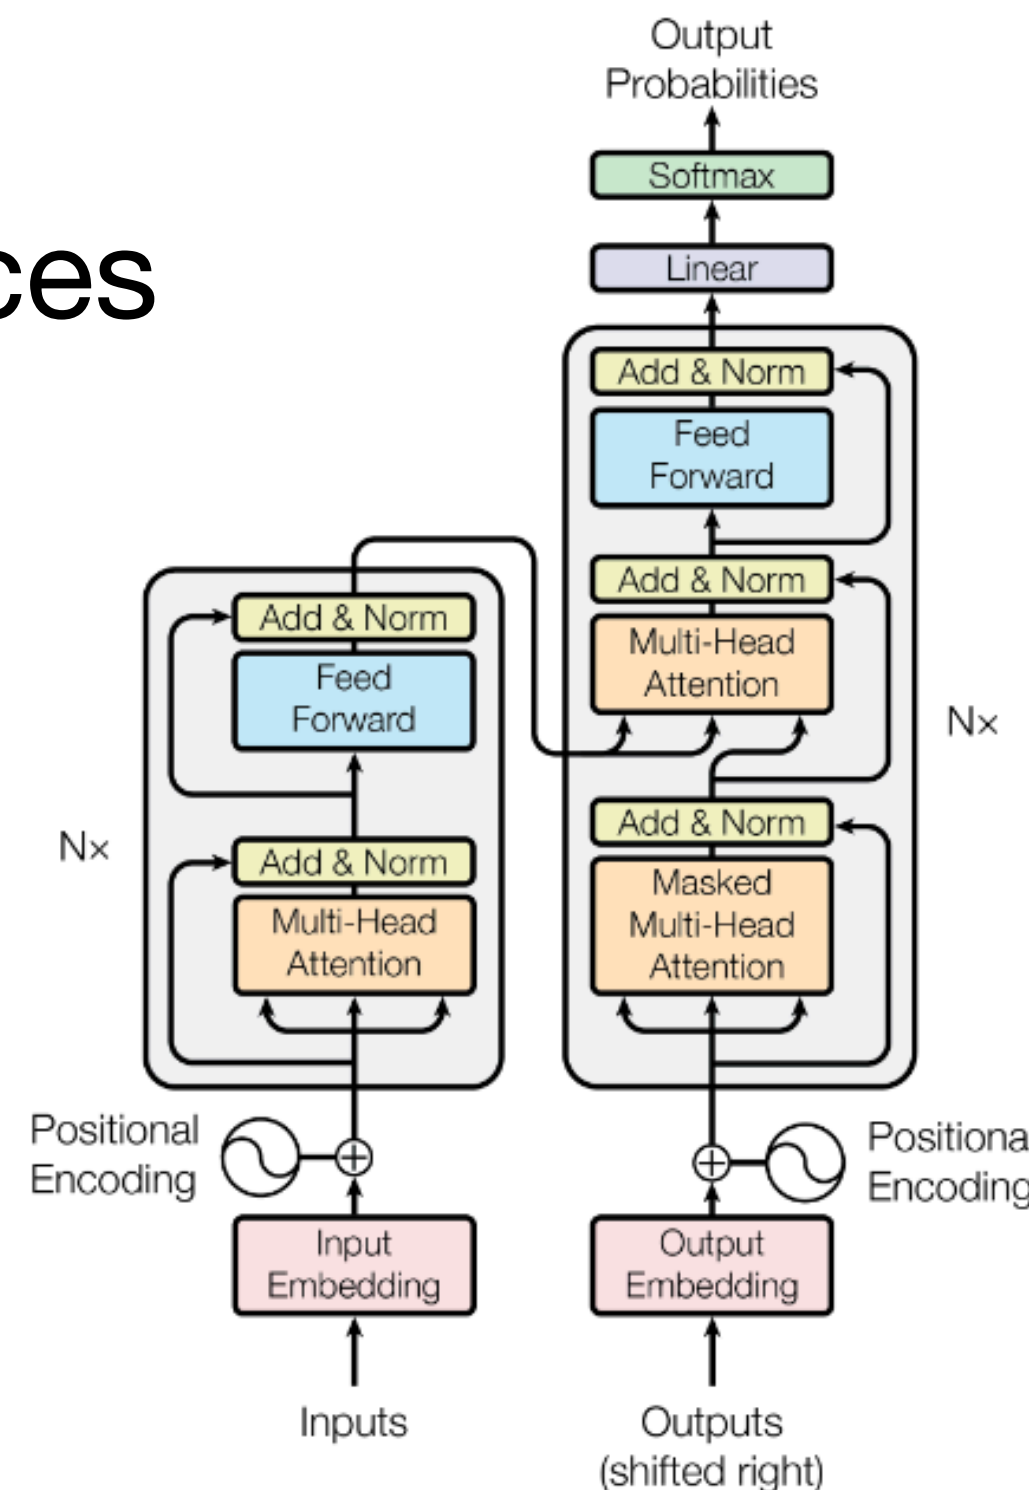 Output
Probabilities
Softmax
ces
Linear
Add & Norm
Feed
Forward
Add & Norm
Multi-Head
Attention
Add & Norm
Feed
Forward
Nx
Add & Norm
Masked
Multi-Head
Attention
Nx
Add & Norm
Multi-Head
Attention
Positional
Encoding
Positiona
Encoding
Input
Embedding
Output
Embedding
Inputs
Outputs
(shifted right)